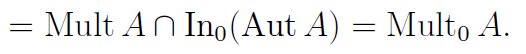 = Mult A ∩ In₀(Aut A) = Mult₀ A.